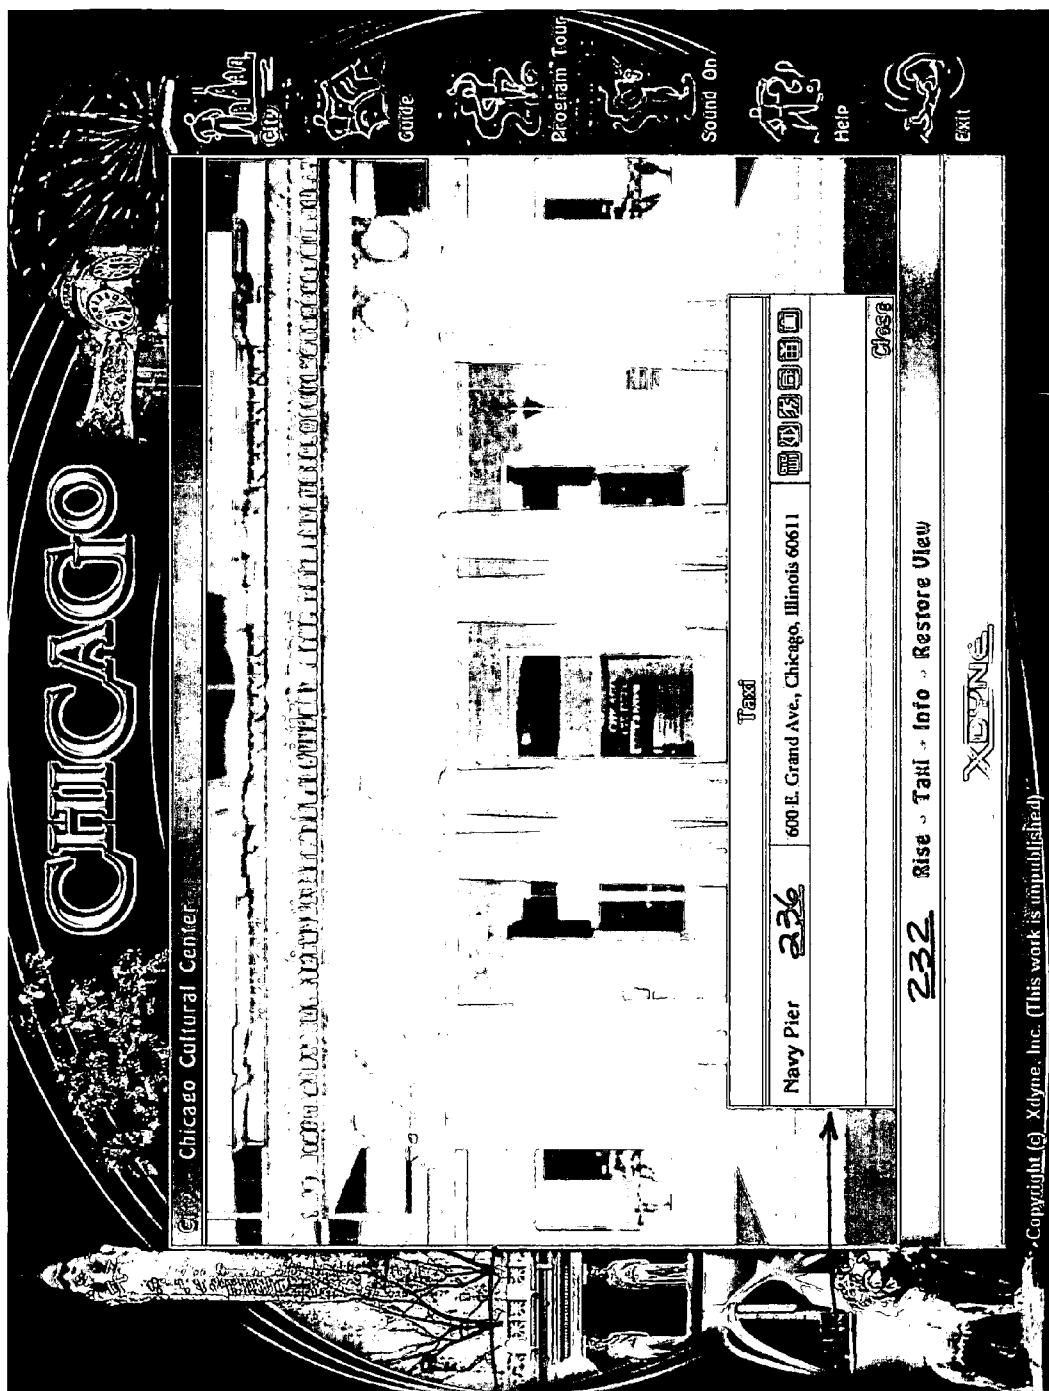 CHICAGO
City - Chicago Cultural Center
City
Guide
Program Tour
Sound On
Help
Exit
Taxi
Navy Pier 236 600 E. Grand Ave., Chicago, Illinois 60611
Close
232 Rise - Taxi - Info - Restore View
XDYNE
Copyright (c) Xdyne, Inc. (This work is unpublished)